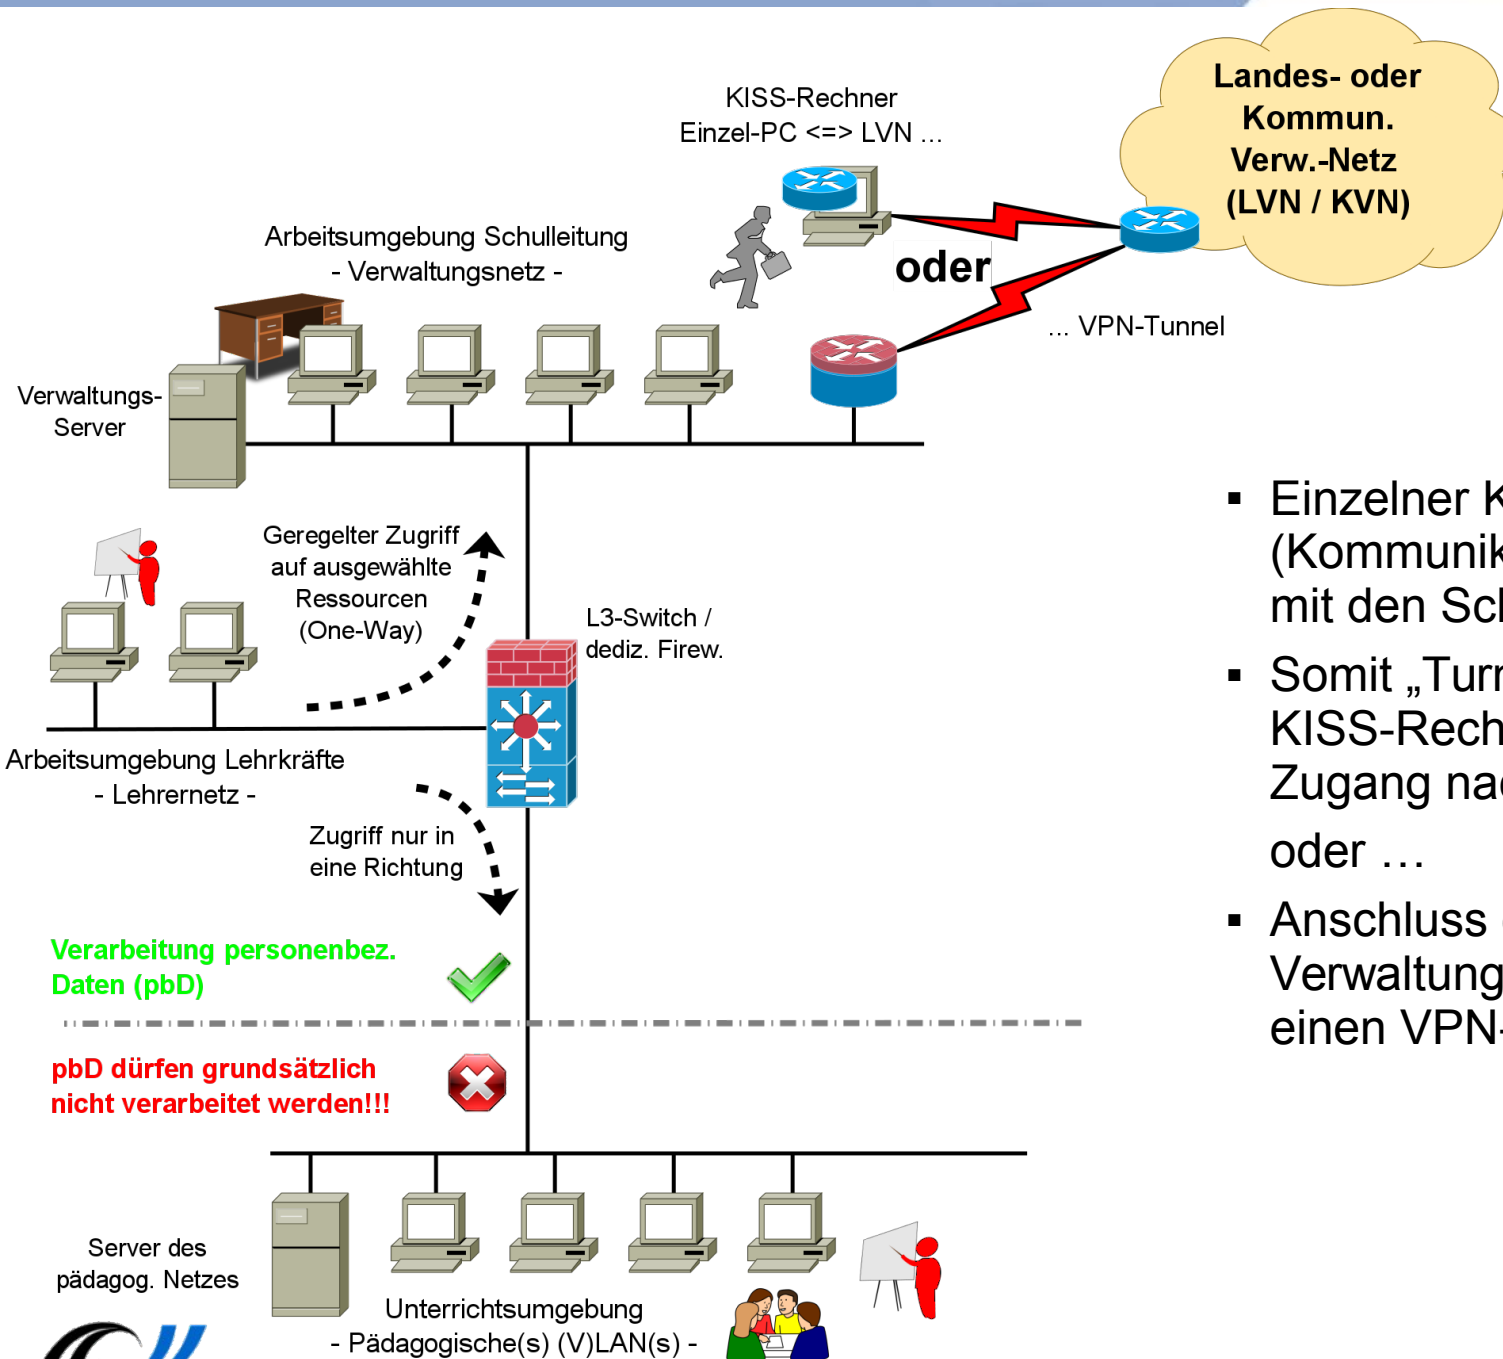 Landes- oder
Kommun.
Verw.-Netz
(LVN / KVN)
KISS-Rechner
Einzel-PC <=> LVN ...
oder
... VPN-Tunnel
Arbeitsumgebung Schulleitung
- Verwaltungsnetz -
Verwaltungs-
Server
Geregelter Zugriff
auf ausgewählte
Ressourcen
(One-Way)
L3-Switch /
dediz. Firew.
Arbeitsumgebung Lehrkräfte
- Lehrernetz -
Zugriff nur in
eine Richtung
Verarbeitung personenbez.
Daten (pbD)
pbD dürfen grundsätzlich
nicht verarbeitet werden!!!
Server des
pädagog. Netzes
Unterrichtsumgebung
- Pädagogische(s) (V)LAN(s) -
▪ Einzelner
(Kommunik
mit den Sch
▪ Somit „Turn
KISS-Rech
Zugang
oder …
▪ Anschluss
Verwaltung
einen VPN-